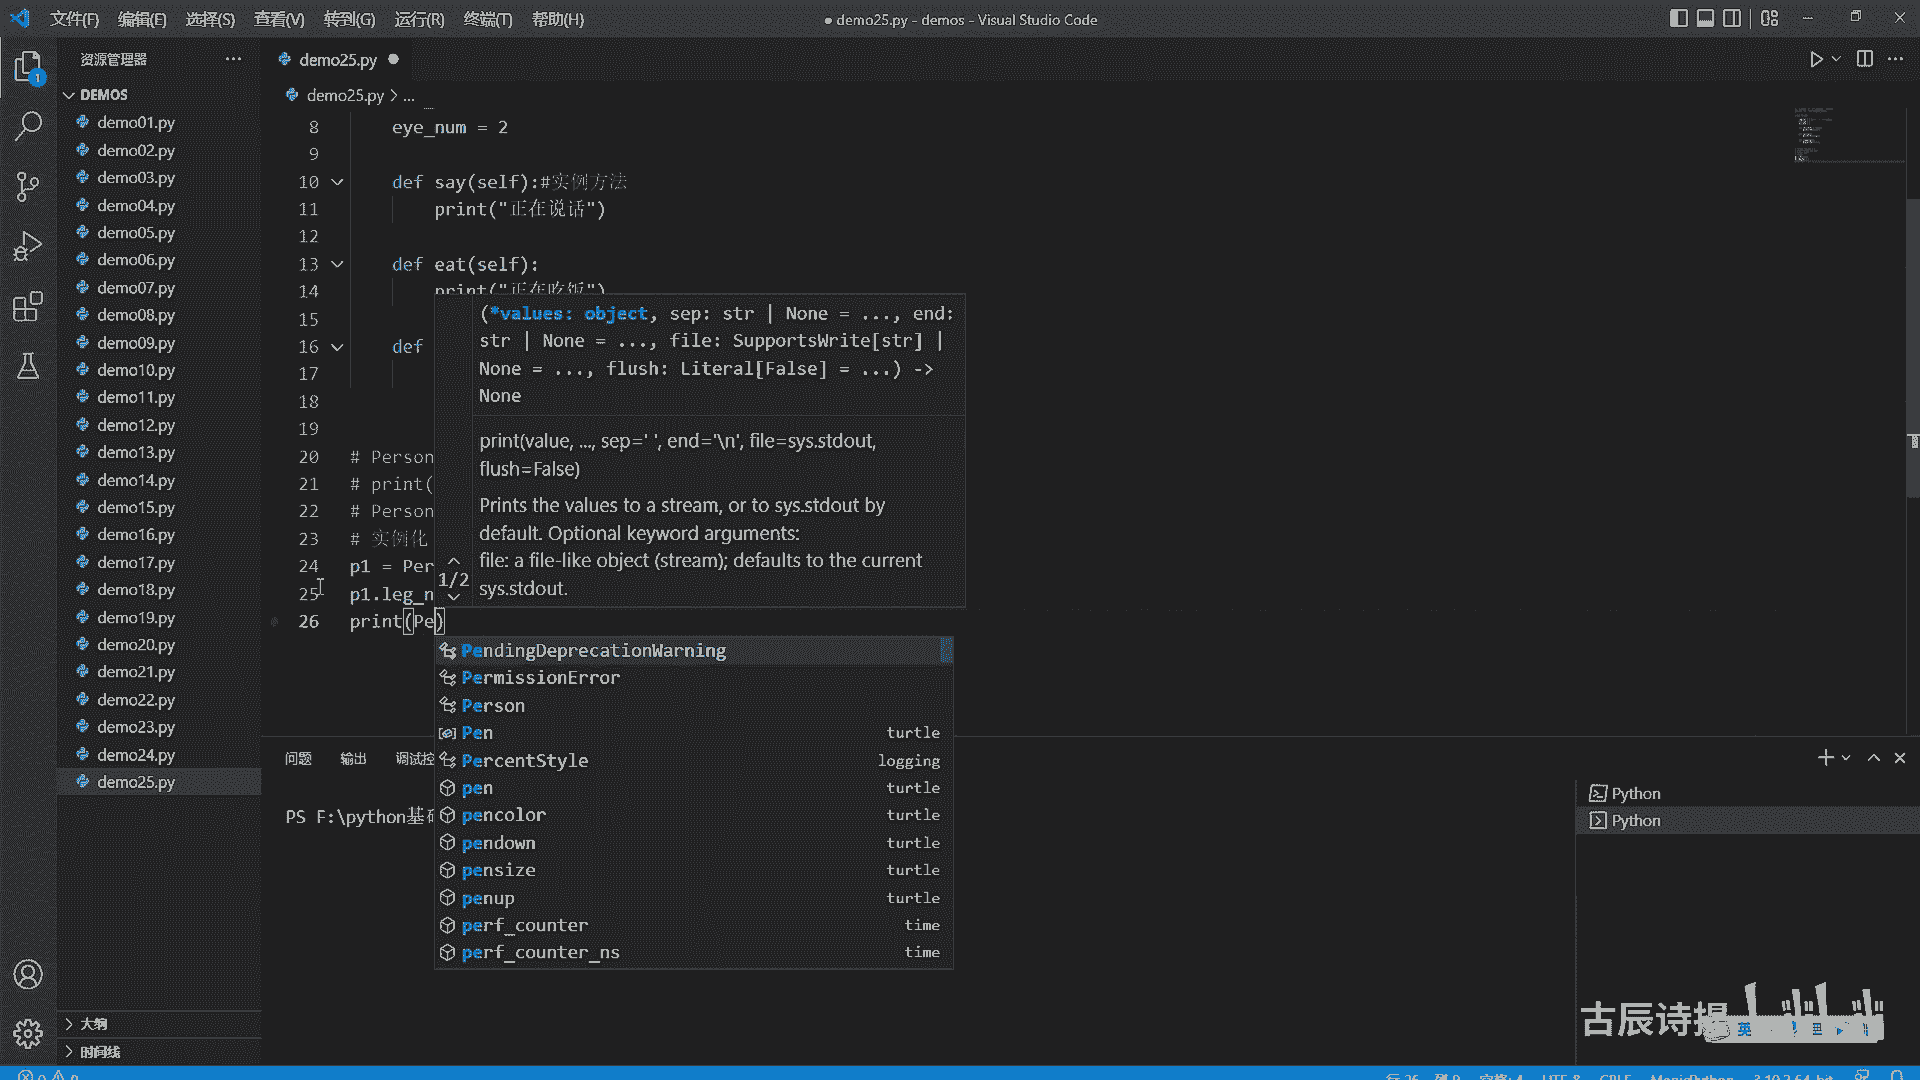 文件(F) 编辑(E) 选择(S) 查看(V) 转到(G) 运行(R) 终端(T) 帮助(H)
● demo25.py - demos - Visual Studio Code
资源管理器
demo25.py
DEMOS
demo25.py > ...
1
demo01.py
demo02.py
demo03.py
demo04.py
demo05.py
demo06.py
demo07.py
demo08.py
demo09.py
demo10.py
demo11.py
demo12.py
demo13.py
demo14.py
demo15.py
demo16.py
demo17.py
demo18.py
demo19.py
demo20.py
demo21.py
demo22.py
demo23.py
demo24.py
demo25.py
大纲
时间线
8 eye_num = 2
9
10 def say(self):#实例方法
11 print("正在说话")
12
13 def eat(self):
14 print("正在吃饭")
15
16 def
17
18
19
20 # Person
21 # print(
22 # Person
23 # 实例化
24 p1 = Per
25 p1.leg_n
26 print(Pe)
(*values: object, sep: str | None = ..., end:
str | None = ..., file: SupportsWrite[str] |
None = ..., flush: Literal[False] = ...) ->
None
print(value, ..., sep=' ', end='\n', file=sys.stdout,
flush=False)
Prints the values to a stream, or to sys.stdout by
default. Optional keyword arguments:
file: a file-like object (stream); defaults to the current
sys.stdout.
1/2
PendingDeprecationWarning
PermissionError
Person
Pen turtle
PercentStyle logging
pen turtle
pencolor turtle
pendown turtle
pensize turtle
penup turtle
perf_counter time
perf_counter_ns time
问题 输出 调试控
PS F:\python基
Python
Python
古辰诗
英